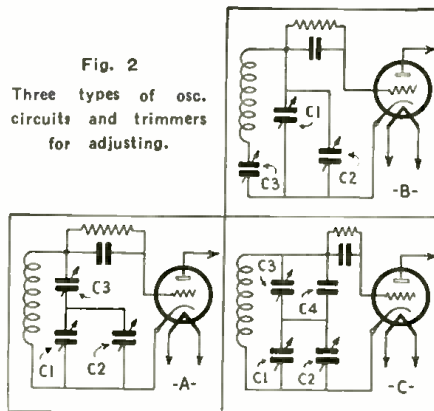 Fig. 2
Three types of osc.
circuits and trimmers
for adjusting.
C1
C2
C3
-B-
C3
C1
C2
-A-
C3
C4
C1
C2
-C-